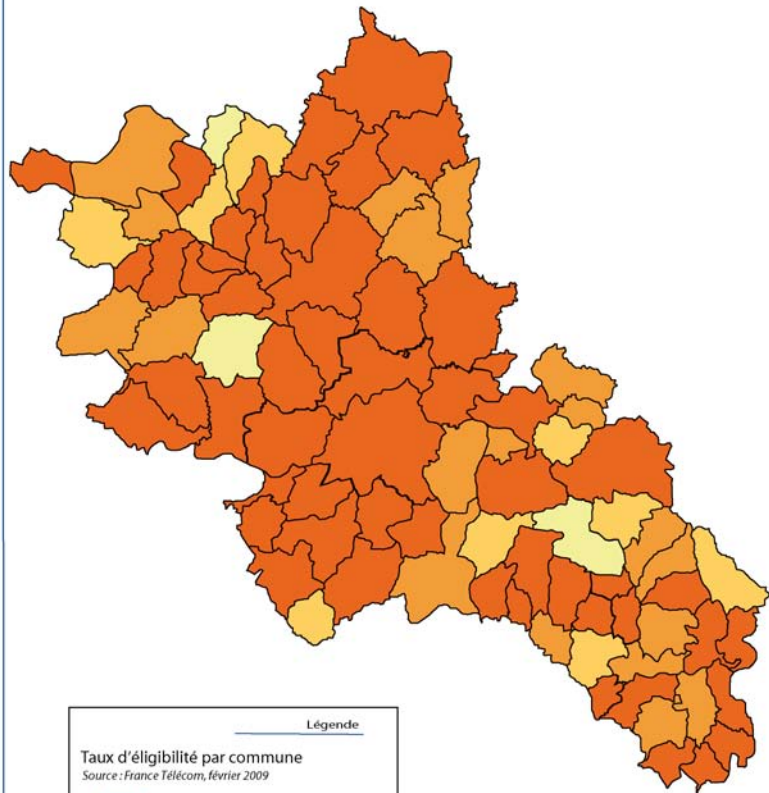 Légende
Taux d'éligibilité par commune
Source : France Télécom, février 2009